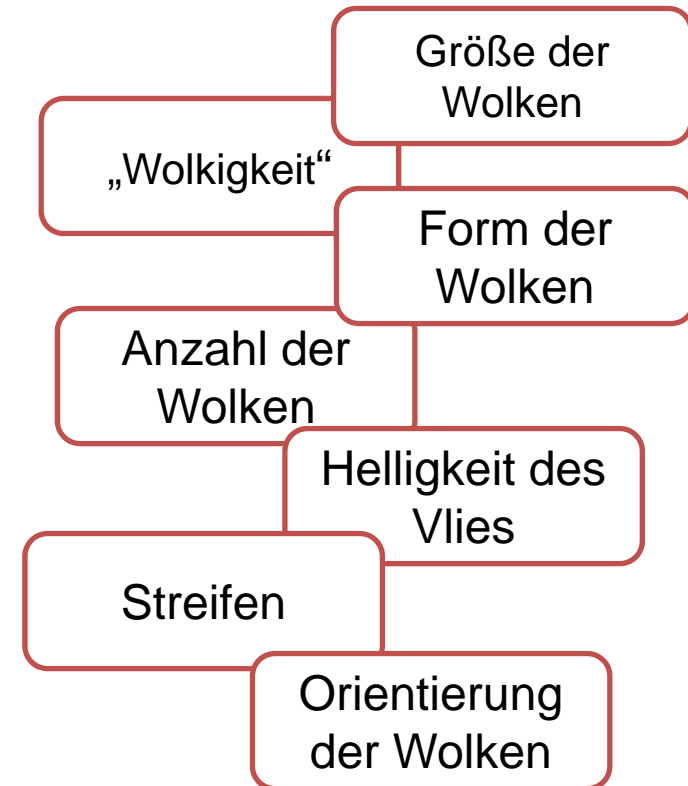 Größe der
Wolken
„Wolkigkeit“
Form der
Wolken
Anzahl der
Wolken
Helligkeit des
Vlies
Streifen
Orientierung
der Wolken